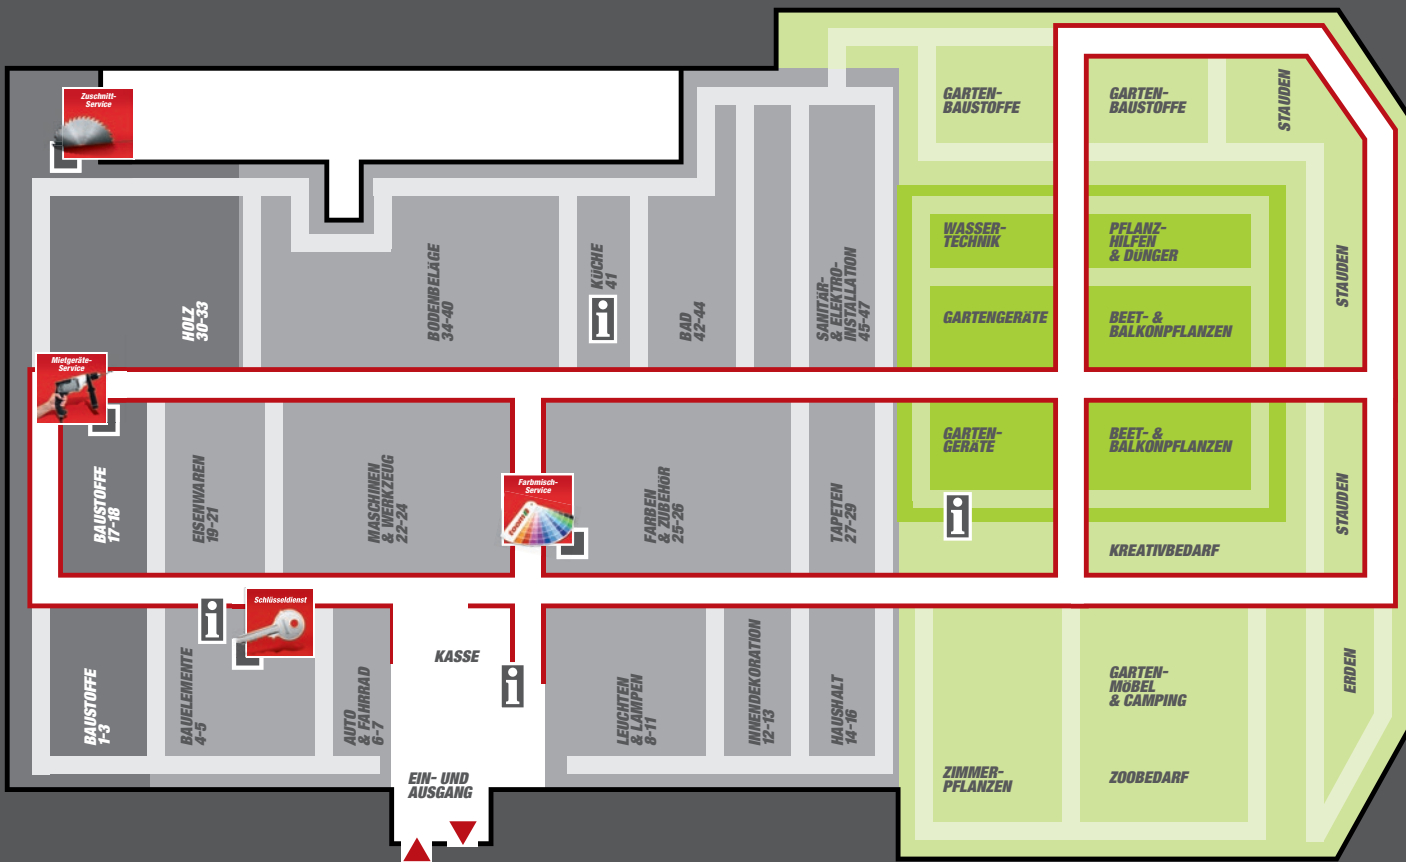 Zuschnitt-
Service
GARTEN-
BAUSTOFFE
GARTEN-
BAUSTOFFE
STAUDEN
WASSER-
TECHNIK
PFLANZ-
HILFEN
& DÜNGER
STAUDEN
HOLZ
30-33
BODENBELÄGE
34-40
KÜCHE
41
i
BAD
42-44
SANITÄR-
& ELEKTRO-
INSTALLATION
45-47
GARTENGERÄTE
BEET- &
BALKONPFLANZEN
Mietgeräte-
Service
BAUSTOFFE
17-18
EISENWAREN
19-21
MASCHINEN
& WERKZEUG
22-24
Farbmisch-
Service
toom
FARBEN
& ZUBEHÖR
25-26
TAPETEN
27-29
GARTEN-
GERÄTE
BEET- &
BALKONPFLANZEN
i
STAUDEN
KREATIVBEDARF
i
Schlüsseldienst
BAUSTOFFE
1-3
BAUELEMENTE
4-5
AUTO
& FAHRRAD
6-7
KASSE
i
LEUCHTEN
& LAMPEN
8-11
INNENDEKORATION
12-13
HAUSHALT
14-16
GARTEN-
MÖBEL
& CAMPING
ERDEN
EIN- UND
AUSGANG
ZIMMER-
PFLANZEN
ZOOBEDARF